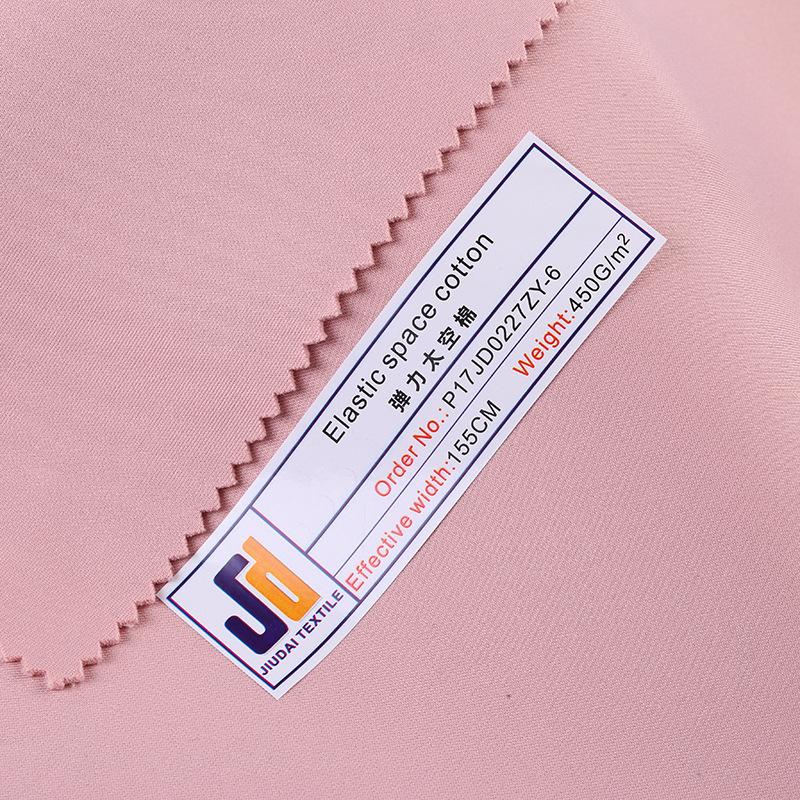 Elastic space cotton
弹力太空棉
Order No.: P17JD0227ZY-6
Effective width:155CM Weight:450G/m²
Jd
JIUDAI TEXTILE